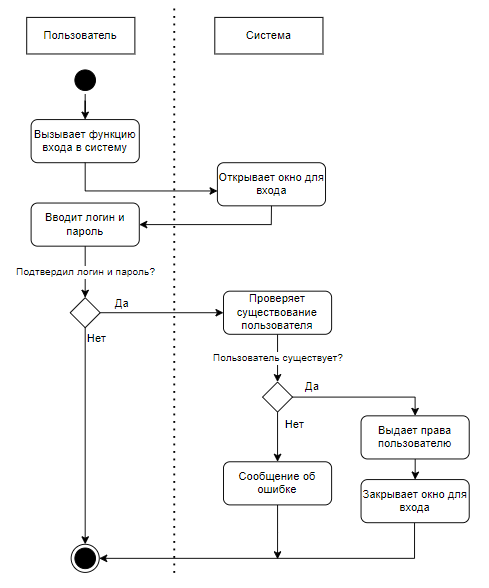 Пользователь
Система
Вызывает функцию
входа в систему
Открывает окно для
входа
Вводит логин и
пароль
Подтвердил логин и пароль?
Да
Нет
Проверяет
существование
пользователя
Пользователь существует?
Да
Нет
Выдает права
пользователю
Сообщение об
ошибке
Закрывает окно для
входа